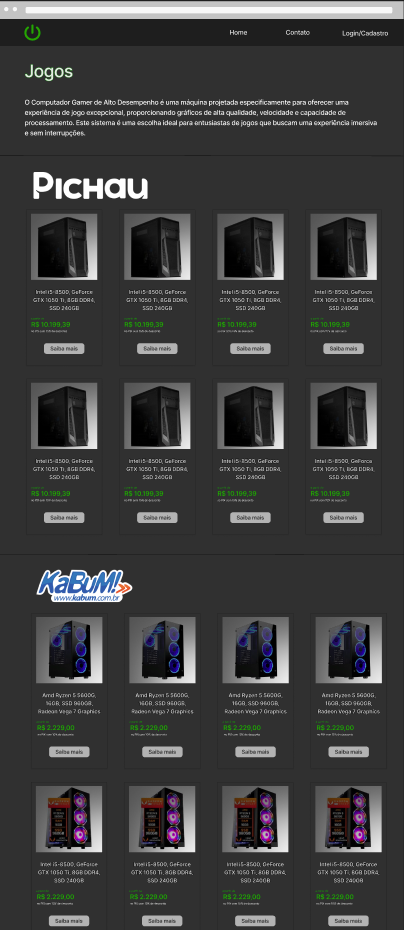 Home Contato Login/Cadastro
Jogos
O Computador Gamer de Alto Desempenho é uma máquina projetada especificamente para oferecer uma
experiência de jogo excepcional, proporcionando gráficos de alta qualidade, velocidade e capacidade de
processamento. Este sistema é uma escolha ideal para entusiastas de jogos que buscam uma experiência imersiva
e sem interrupções.
PICHAU
Intel i5-8500, GeForce Intel i5-8500, GeForce Intel i5-8500, GeForce Intel i5-8500, GeForce
GTX 1050 Ti, 8GB DDR4, GTX 1050 Ti, 8GB DDR4, GTX 1050 Ti, 8GB DDR4, GTX 1050 Ti, 8GB DDR4,
SSD 240GB SSD 240GB SSD 240GB SSD 240GB
R$ 10.199,39 R$ 10.199,39 R$ 10.199,39 R$ 10.199,39
Saiba mais Saiba mais Saiba mais Saiba mais
Intel i5-8500, GeForce Intel i5-8500, GeForce Intel i5-8500, GeForce Intel i5-8500, GeForce
GTX 1050 Ti, 8GB DDR4, GTX 1050 Ti, 8GB DDR4, GTX 1050 Ti, 8GB DDR4, GTX 1050 Ti, 8GB DDR4,
SSD 240GB SSD 240GB SSD 240GB SSD 240GB
R$ 10.199,39 R$ 10.199,39 R$ 10.199,39 R$ 10.199,39
Saiba mais Saiba mais Saiba mais Saiba mais
KaBuM!
www.kabum.com.br
Amd Ryzen 5 5600G, Amd Ryzen 5 5600G, Amd Ryzen 5 5600G, Amd Ryzen 5 5600G,
16GB, SSD 960GB, 16GB, SSD 960GB, 16GB, SSD 960GB, 16GB, SSD 960GB,
Radeon Vega 7 Graphics Radeon Vega 7 Graphics Radeon Vega 7 Graphics Radeon Vega 7 Graphics
R$ 2.229,00 R$ 2.229,00 R$ 2.229,00 R$ 2.229,00
Saiba mais Saiba mais Saiba mais Saiba mais
Intel i5-8500, GeForce Intel i5-8500, GeForce Intel i5-8500, GeForce Intel i5-8500, GeForce
GTX 1050 Ti, 8GB DDR4, GTX 1050 Ti, 8GB DDR4, GTX 1050 Ti, 8GB DDR4, GTX 1050 Ti, 8GB DDR4,
SSD 240GB SSD 240GB SSD 240GB SSD 240GB
R$ 2.229,00 R$ 2.229,00 R$ 2.229,00 R$ 2.229,00
Saiba mais Saiba mais Saiba mais Saiba mais